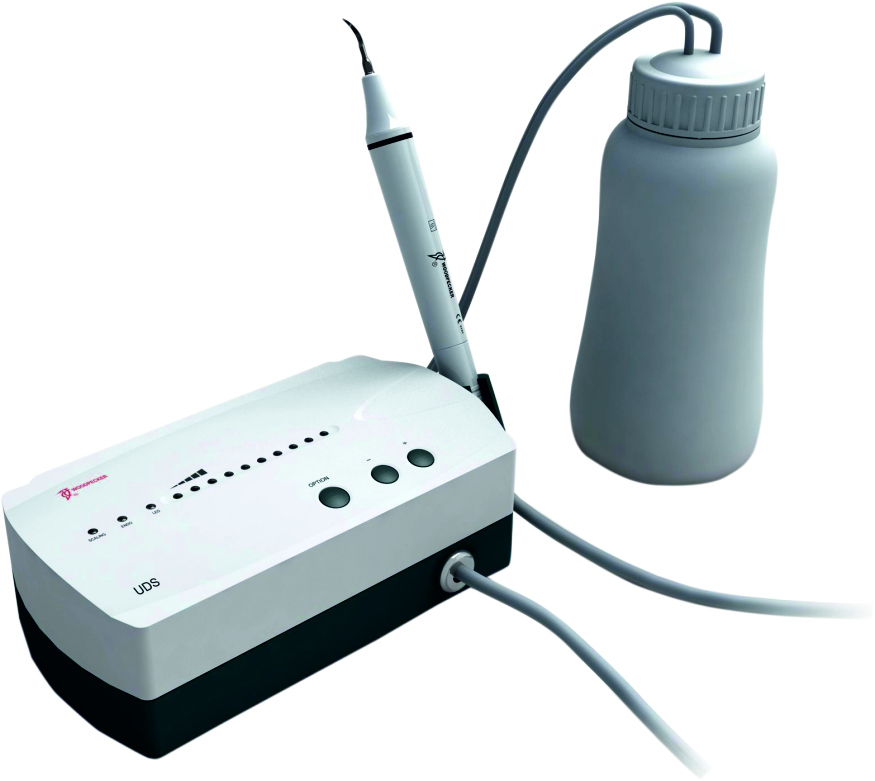 WOODPECKER
®
WOODPECKER
®
SCALING
ENDO
LED
OPTION
-
+
UDS